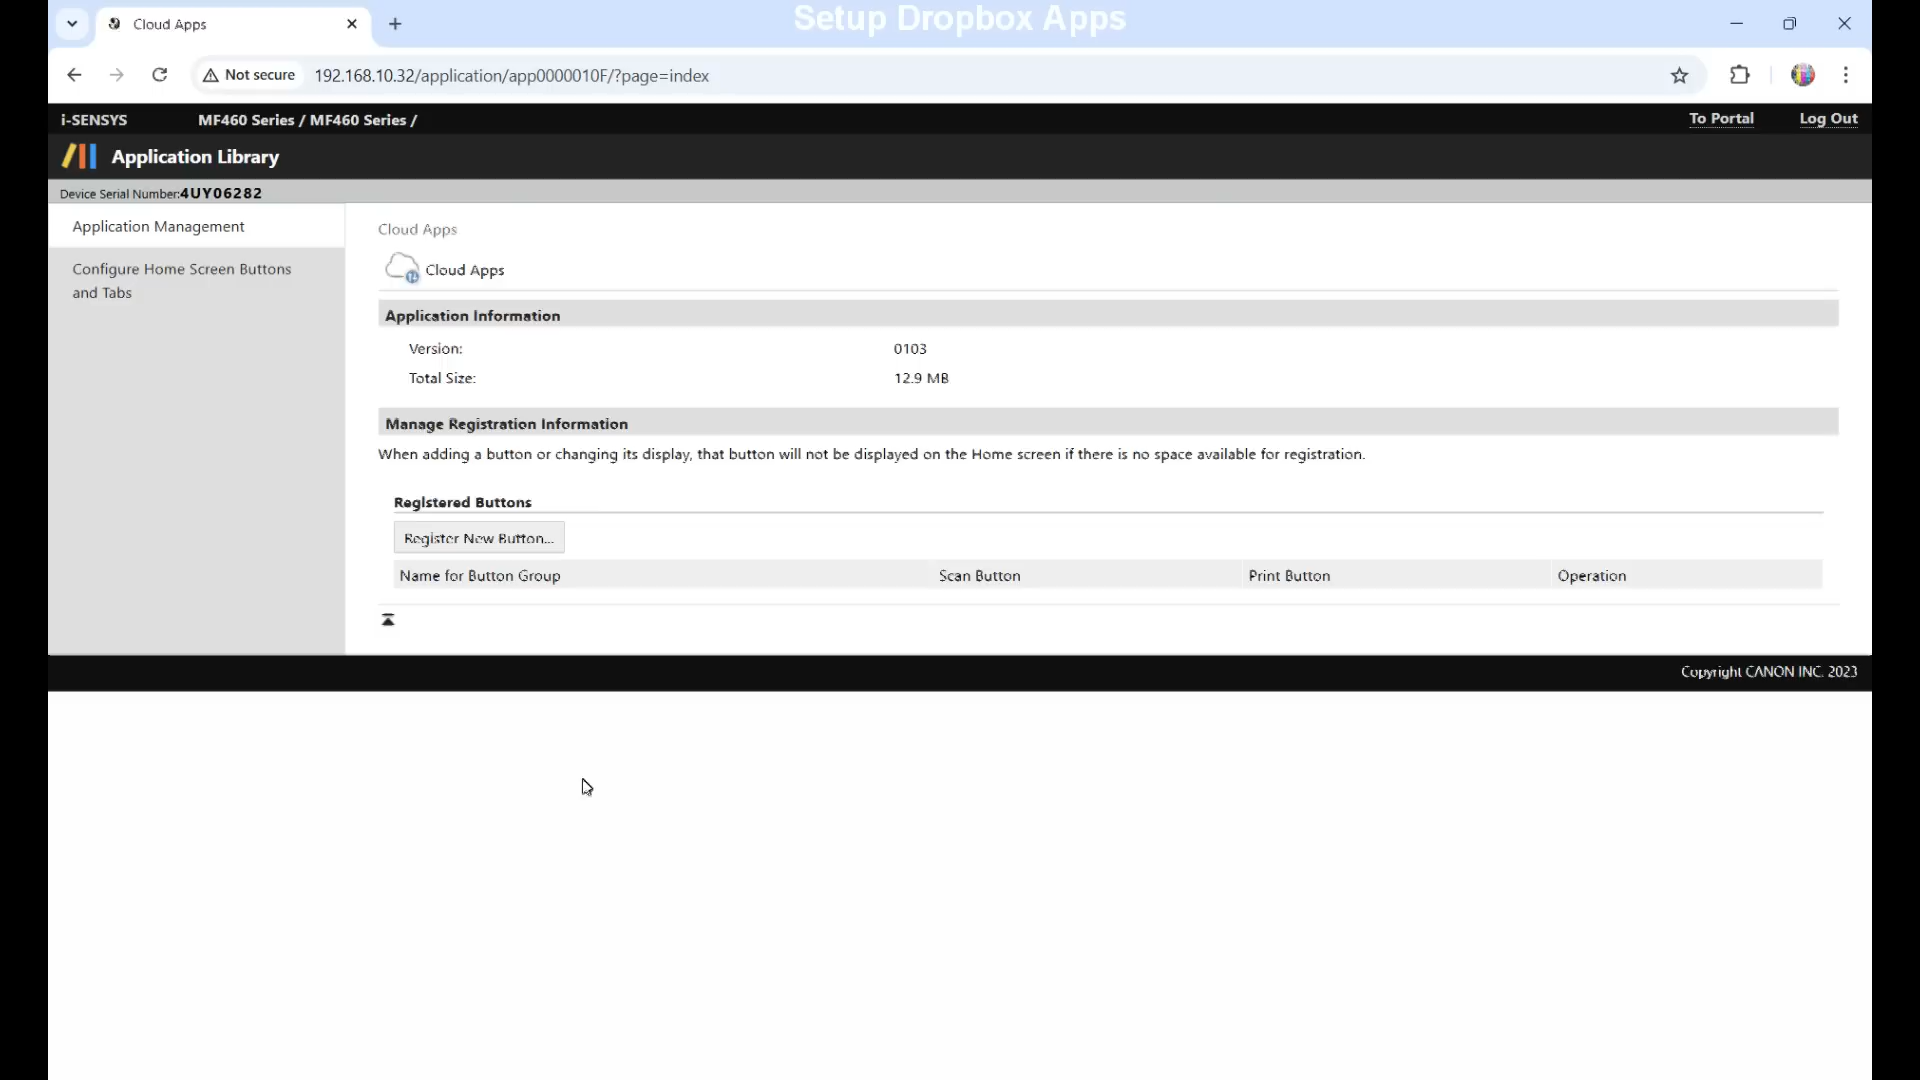 Setup Dropbox Apps
Cloud Apps
Not secure
192.168.10.32/application/app0000010F/?page=index
i-SENSYS
MF460 Series / MF460 Series /
To Portal
Log Out
Application Library
Device Serial Number:4UY06282
Application Management
Configure Home Screen Buttons
and Tabs
Cloud Apps
Cloud Apps
Application Information
Version:
0103
Total Size:
12.9 MB
Manage Registration Information
When adding a button or changing its display, that button will not be displayed on the Home screen if there is no space available for registration.
Registered Buttons
Register New Button...
Name for Button Group
Scan Button
Print Button
Operation
Copyright CANON INC. 2023